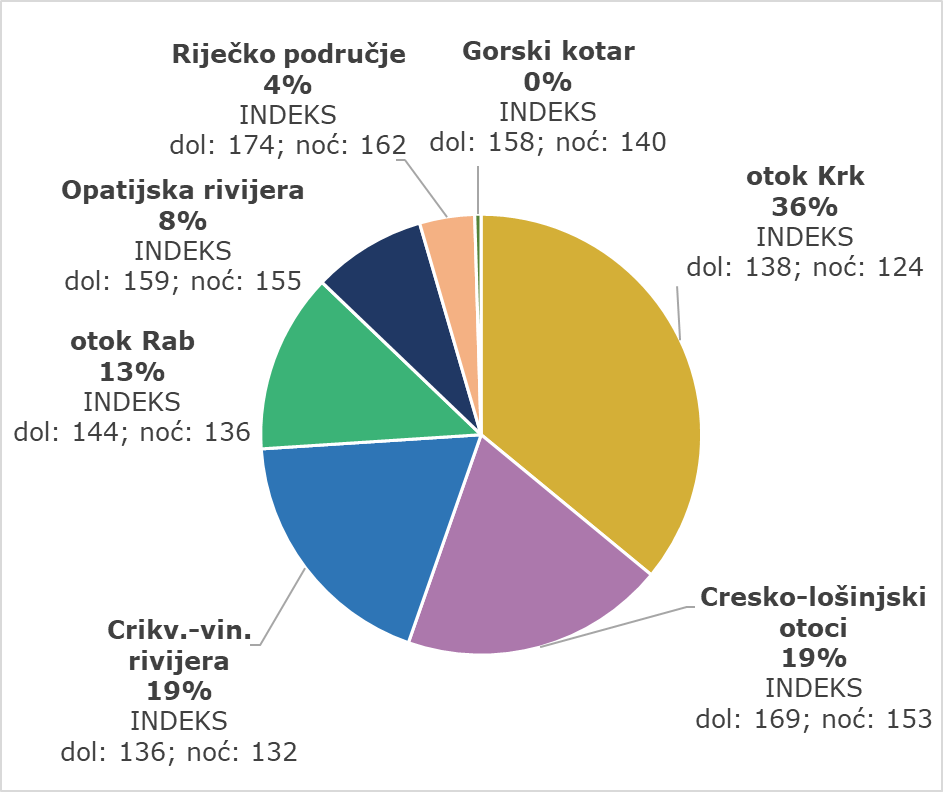 Riječko područje
4%
INDEKS
dol: 174; noć: 162
Gorski kotar
0%
INDEKS
dol: 158; noć: 140
otok Krk
36%
INDEKS
dol: 138; noć: 124
Opatijska rivijera
8%
INDEKS
dol: 159; noć: 155
otok Rab
13%
INDEKS
dol: 144; noć: 136
Cresko-lošinjski
otoci
19%
INDEKS
dol: 169; noć: 153
Crikv.-vin.
rivijera
19%
INDEKS
dol: 136; noć: 132